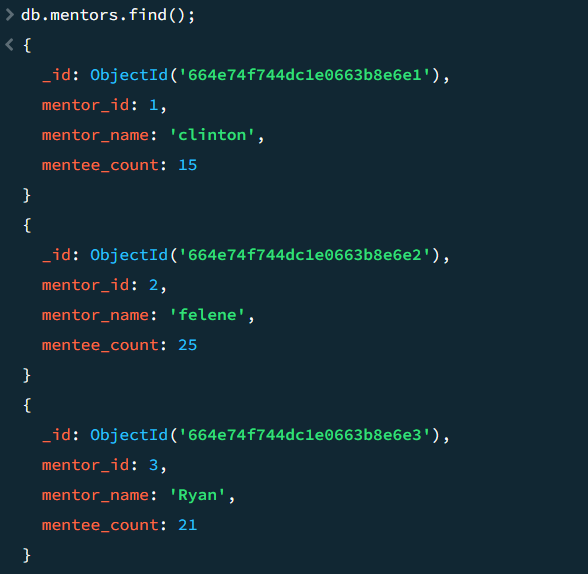 > db.mentors.find();
< {
_id: ObjectId('664e74f744dc1e0663b8e6e1'),
mentor_id: 1,
mentor_name: 'clinton',
mentee_count: 15
}
{
_id: ObjectId('664e74f744dc1e0663b8e6e2'),
mentor_id: 2,
mentor_name: 'felene',
mentee_count: 25
}
{
_id: ObjectId('664e74f744dc1e0663b8e6e3'),
mentor_id: 3,
mentor_name: 'Ryan',
mentee_count: 21
}